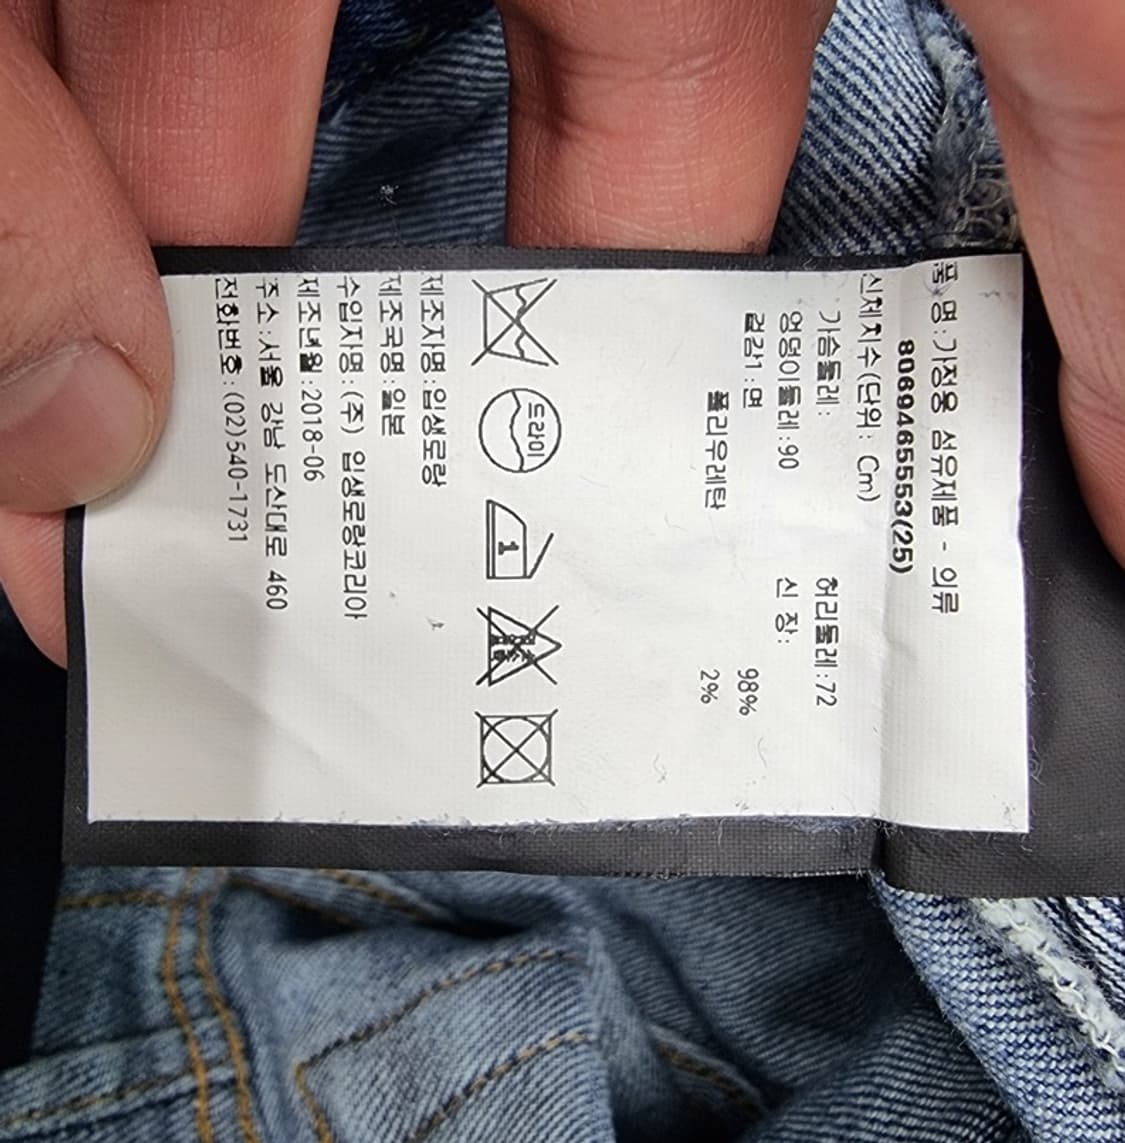 품 명:가정용 섬유제품 - 의류
8069465553(25)
신체치수(단위: Cm)
가슴둘레: 허리둘레:72
엉덩이둘레:90 신 장:
겉감1:면 98%
폴리우레탄 2%
드라이 1
제조자명:입생로랑
제조국명:일본
수입자명:(주) 입생로랑코리아
제조년월:2018-06
주소:서울 강남 도산대로 460
전화번호:(02)540-1731